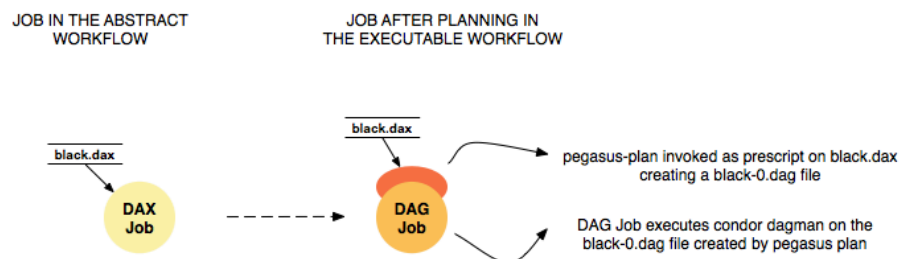 JOB IN THE ABSTRACT
WORKFLOW
JOB AFTER PLANNING IN
THE EXECUTABLE WORKFLOW
black.dax
DAX
Job
black.dax
DAG
Job
pegasus-plan invoked as prescript on black.dax
creating a black-0.dag file
DAG Job executes condor dagman on the
black-0.dag file created by pegasus plan